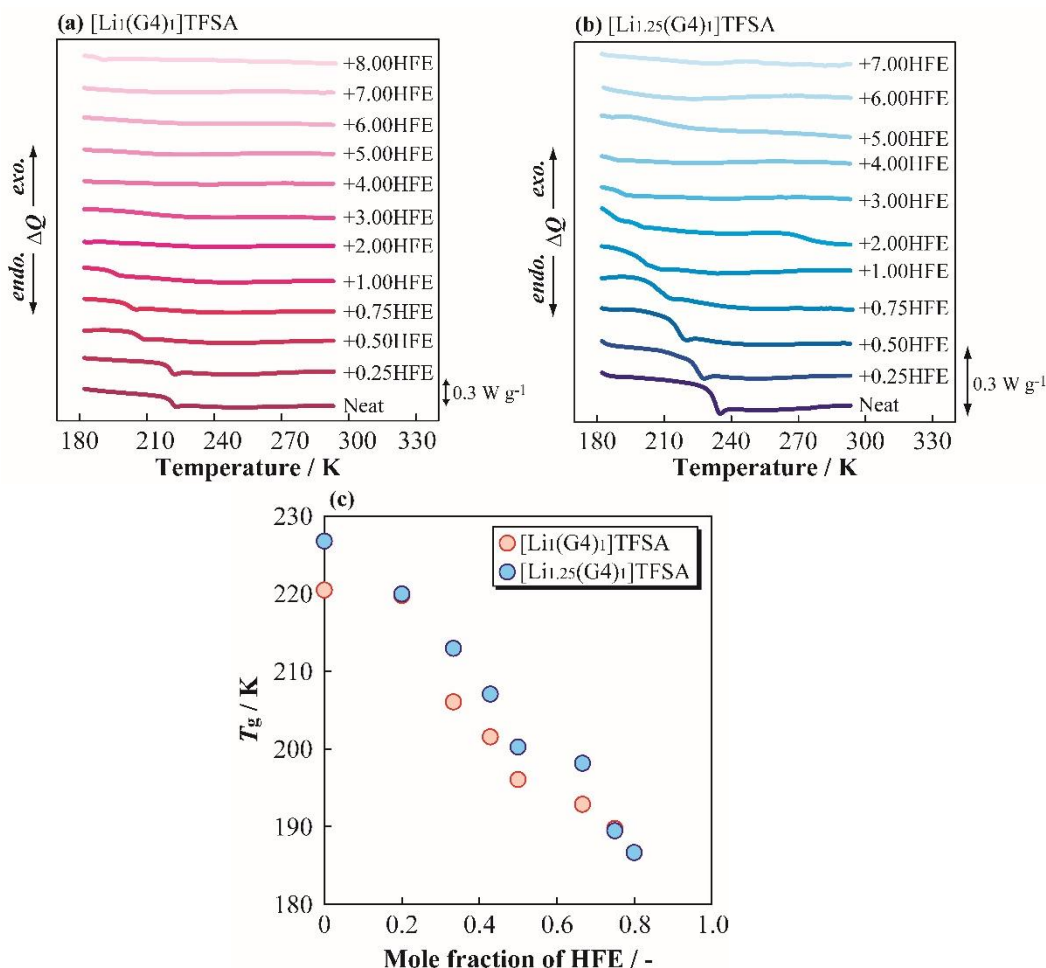 (a) [Li1(G4)1]TFSA
+8.00HFE
+7.00HFE
+6.00HFE
+5.00HFE
+4.00HFE
+3.00HFE
+2.00HFE
+1.00HFE
+0.75HFE
+0.50HFE
+0.25HFE
Neat
0.3 W g⁻¹
endo. ΔQ exo.
180 210 240 270 300 330
Temperature / K
(b) [Li1.25(G4)1]TFSA
+7.00HFE
+6.00HFE
+5.00HFE
+4.00HFE
+3.00HFE
+2.00HFE
+1.00HFE
+0.75HFE
+0.50HFE
+0.25HFE
Neat
0.3 W g⁻¹
endo. ΔQ exo.
180 210 240 270 300 330
Temperature / K
(c)
[Li1(G4)1]TFSA
[Li1.25(G4)1]TFSA
230
220
210
200
190
180
Tg / K
0 0.2 0.4 0.6 0.8 1.0
Mole fraction of HFE / -